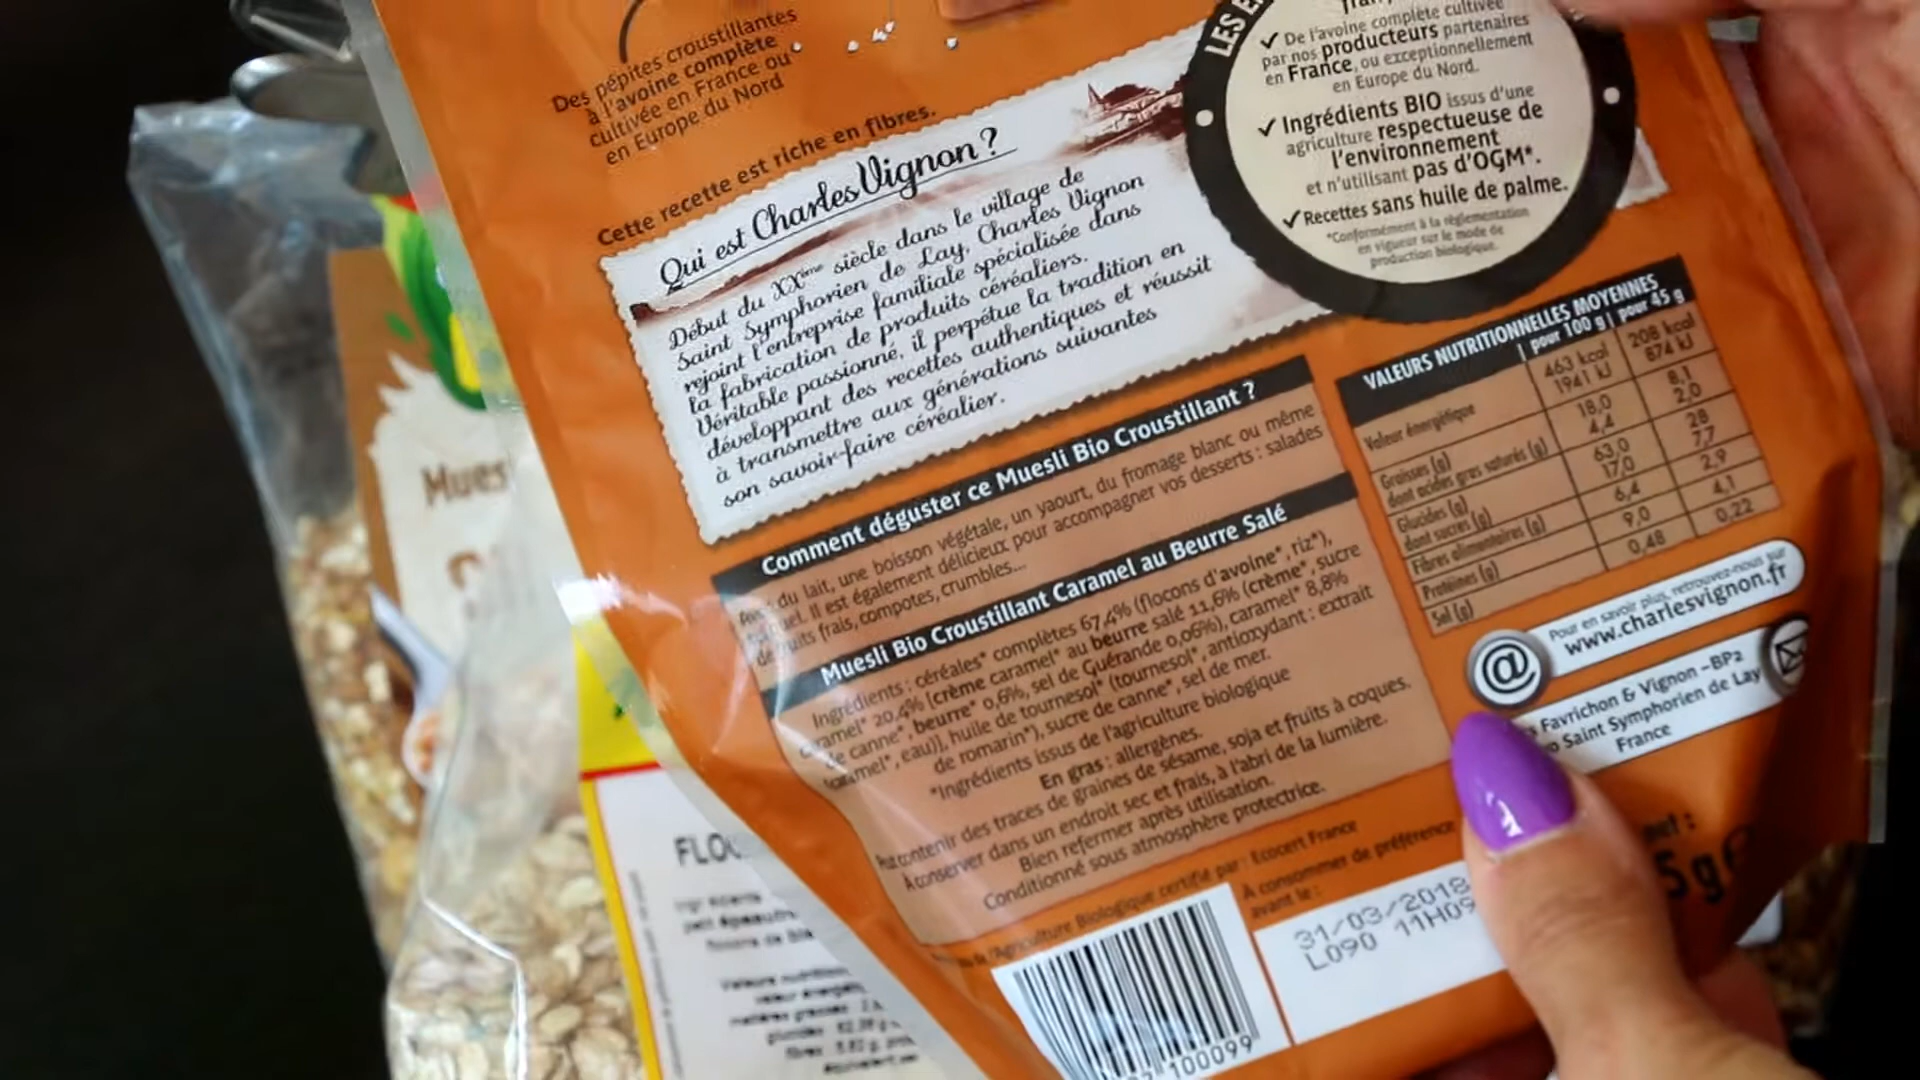 Des pépites croustillantes
à l'avoine complète
cultivée en France ou
en Europe du Nord
Cette recette est riche en fibres.
LES
✓ De l'avoine complète cultivée
par nos producteurs partenaires
en France, ou exceptionnellement
en Europe du Nord.
✓ Ingrédients BIO issus d'une
agriculture respectueuse de
l'environnement
et n'utilisant pas d'OGM*.
✓ Recettes sans huile de palme.
*Conformément à la réglementation
en vigueur sur le mode de
production biologique.
Qui est Charles Vignon ?
Début du XXème siècle dans le village de
Saint Symphorien de Lay, Charles Vignon
rejoint l'entreprise familiale spécialisée dans
la fabrication de produits céréaliers.
Véritable passionné, il perpétue la tradition en
développant des recettes authentiques et réussit
à transmettre aux générations suivantes
son savoir-faire céréalier.
Comment déguster ce Muesli Bio Croustillant ?
du lait, une boisson végétale, un yaourt, du fromage blanc ou même
Il est également délicieux pour accompagner vos desserts : salades
de fruits frais, compotes, crumbles...
Muesli Bio Croustillant Caramel au Beurre Salé
Ingrédients : céréales* complètes 67,4% (flocons d'avoine*, riz*),
caramel* 20,4% [crème caramel* au beurre salé 11,6% (crème*, sucre
de canne*, beurre* 0,6%, sel de Guérande 0,06%), caramel* 8,8%
(caramel*, eau)], huile de tournesol* (tournesol*, antioxydant : extrait
de romarin*), sucre de canne*, sel de mer.
*Ingrédients issus de l'agriculture biologique
En gras : allergènes.
Peut contenir des traces de graines de sésame, soja et fruits à coques.
A conserver dans un endroit sec et frais, à l'abri de la lumière.
Bien refermer après utilisation.
Conditionné sous atmosphère protectrice.
de l'Agriculture Biologique certifié par : Ecocert France
VALEURS NUTRITIONNELLES MOYENNES
pour 100 g | pour 45 g
Valeur énergétique 463 kcal 208 kcal
1941 kJ 874 kJ
Graisses (g) 18,0 8,1
dont acides gras saturés (g) 4,4 2,0
Glucides (g) 63,0 28
dont sucres (g) 17,0 7,7
Fibres alimentaires (g) 6,4 2,9
Protéines (g) 9,0 4,1
Sel (g) 0,48 0,22
@
Pour en savoir plus, retrouvez-nous sur
www.charlesvignon.fr
Favrichon & Vignon - BP2
Saint Symphorien de Lay
France
A consommer de préférence
avant le :
31/03/2018
L090 11H09
5 g e
100099
Mues
FLOC